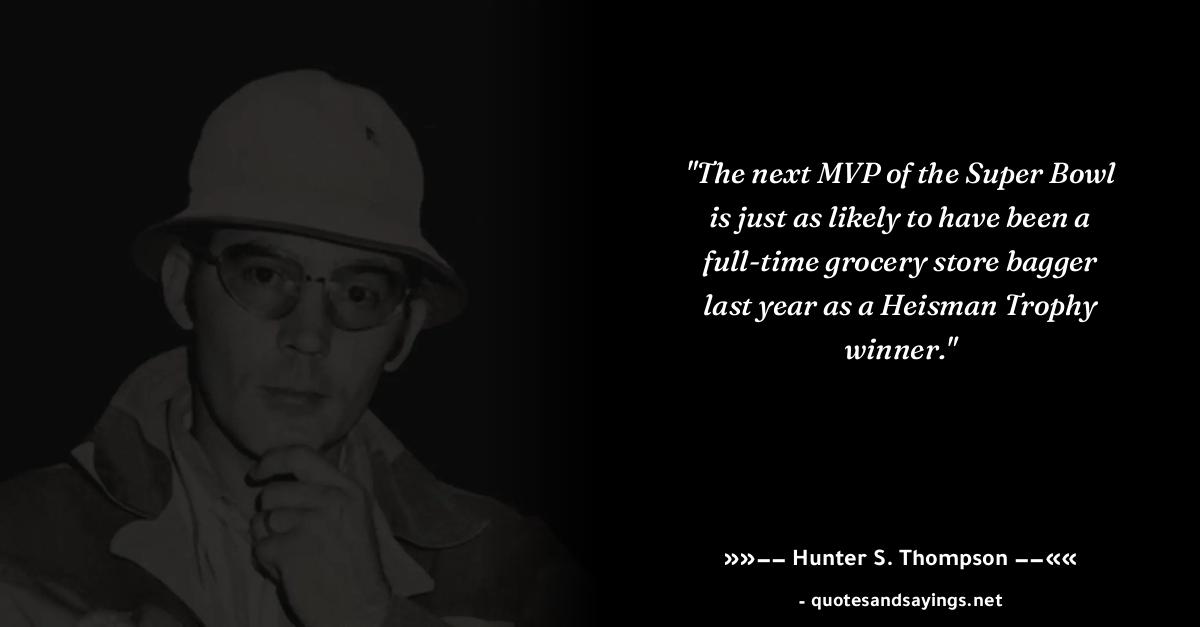 "The next MVP of the Super Bowl
is just as likely to have been a
full-time grocery store bagger
last year as a Heisman Trophy
winner."
»»−− Hunter S. Thompson −−««
- quotesandsayings.net